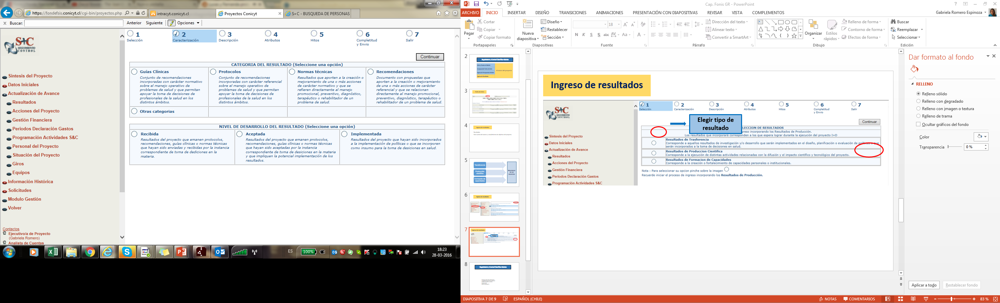 https://fondefsis.conicyt.cl/cgi-bin/proyectos.php
intracyt.conicyt.cl
Proyectos Conicyt
S+C - BUSQUEDA DE PERSONAS
Buscar:
Anterior
Siguiente
Opciones
S+C
SEGUIMIENTO
CONTROL
1
Selección
2
Caracterización
3
Descripción
4
Atributos
5
Hitos
6
Completitud
y Envio
7
Salir
Continuar
Sintesis del Proyecto
Datos Iniciales
Actualización de Avance
Resultados
Acciones del Proyecto
Gestión Financiera
Periodos Declaración Gastos
Programación Actividades S&C
Personal del Proyecto
Situación del Proyecto
Giros
Equipos
Información Histórica
Solicitudes
Modulo Gestión
Volver
Contactos
Ejecutivo/a de Proyecto
(Gabriela Romero)
Analista de Cuentas
CATEGORIA DEL RESULTADO (Seleccione una opción)
Guías Clínicas
Conjunto de recomendaciones
incorporadas con carácter normativo
sobre el manejo operativo de
problemas de salud y que permitan
apoyar la toma de decisiones de
profesionales de la salud en los
distintos ámbitos.
Protocolos
Conjunto de recomendaciones
incorporadas con carácter referencial
sobre el manejo operativo de
problemas de salud y que permitan
apoyar la toma de decisiones de
profesionales de la salud en los
distintos ámbitos.
Normas técnicas
Resultados que aporten a la creación o
mejoramiento de una o más acciones
de carácter normativo y que se
refieren directamente al manejo
promocional, preventivo, diagnóstico,
terapéutico o rehabilitador de un
problema de salud.
Recomendaciones
Documento con propuestas que
aporten a la creación o mejoramiento
de una o más acciones de carácter
referencial y que se relacionan
directamente al manejo promocional,
preventivo, diagnóstico, terapéutico o
rehabilitador de un problema de salud.
Otras categorias
NIVEL DE DESARROLLO DEL RESULTADO (Seleccione una opción)
Recibida
Resultados del proyecto que emanen protocolos,
recomendaciones, guías clínicas o normas técnicas
que hayan sido enviadas y recibidas por la instancia
correspondiente de toma de dediciones en la
materia.
Aceptada
Resultados del proyecto que emanen protocolos,
recomendaciones, guías clínicas o normas técnicas
que hayan sido aceptadas por la instancia
correspondiente de toma de desiciones en la materia
y que impliquen la potencial implementación de los
resultados.
Implementada
Resultados del proyecto que hayan sido incorporados
a la implementación de políticas o que se incorporen
como insumo para la toma de desiciones en salud.
ES
100%
18:23
28-03-2016
Cap. Fonis GR - PowerPoint
ARCHIVO
INICIO
INSERTAR
DISEÑO
TRANSICIONES
ANIMACIONES
PRESENTACIÓN CON DIAPOSITIVAS
REVISAR
VISTA
COMPLEMENTOS
Gabriela Romero Espinoza
Pegar
Cortar
Copiar
Copiar formato
Portapapeles
Nueva
diapositiva
Diseño
Restablecer
Sección
Diapositivas
18
N K S S abc AV Aa A
Fuente
Párrafo
Dirección del texto
Alinear texto
Convertir a SmartArt
Organizar
Estilos
rápidos
Relleno de forma
Contorno de forma
Efectos de forma
Dibujo
Buscar
Reemplazar
Seleccionar
Edición
2
3
4
5
6
7
8
Ingreso de resultados
S+C
SEGUIMIENTO
CONTROL
1
Selección
2
Caracterización
3
Descripción
4
Atributos
5
Hitos
6
Completitud
y Envio
7
Salir
Elegir tipo de
resultado
Continuar
Sintesis del Proyecto
Datos Iniciales
Actualización de Avance
Resultados
Acciones del Proyecto
Gestión Financiera
Periodos Declaración Gastos
Programación Actividades S&C
SELECCION DE RESULTADOS
greso incorporando los Resultados de Producción.
Los resultados que incorporará corresponden a los que espera lograr durante la ejecución del proyecto I+D
Resultados de Trasferencia
Corresponde a aquellos resultados de investigación y/o desarrollo que serán implementados en el diseño, planificación o evaluación de políticas o que
serán incorporados a la toma de decisiones en salud.
Resultados de Produccion Cientifica
Corresponde a la ejecución de distintas actividades relacionadas con la difusión y el impacto científico y tecnológico del proyecto.
Resultados de Formacion de Capacidades
Corresponde a la creación o fortalecimiento de capacidades personales o institucionales.
Nota : Para seleccionar su opcion pinche sobre la imagen
Recuerde iniciar el proceso de ingreso incorporando los Resultados de Producción.
Dar formato al fondo
RELLENO
Relleno sólido
Relleno con degradado
Relleno con imagen o textura
Relleno de trama
Ocultar gráficos del fondo
Color
Transparencia
0 %
Aplicar a todo
Restablecer fondo
DIAPOSITIVA 7 DE 9
ESPAÑOL (CHILE)
NOTAS
COMENTARIOS
83 %